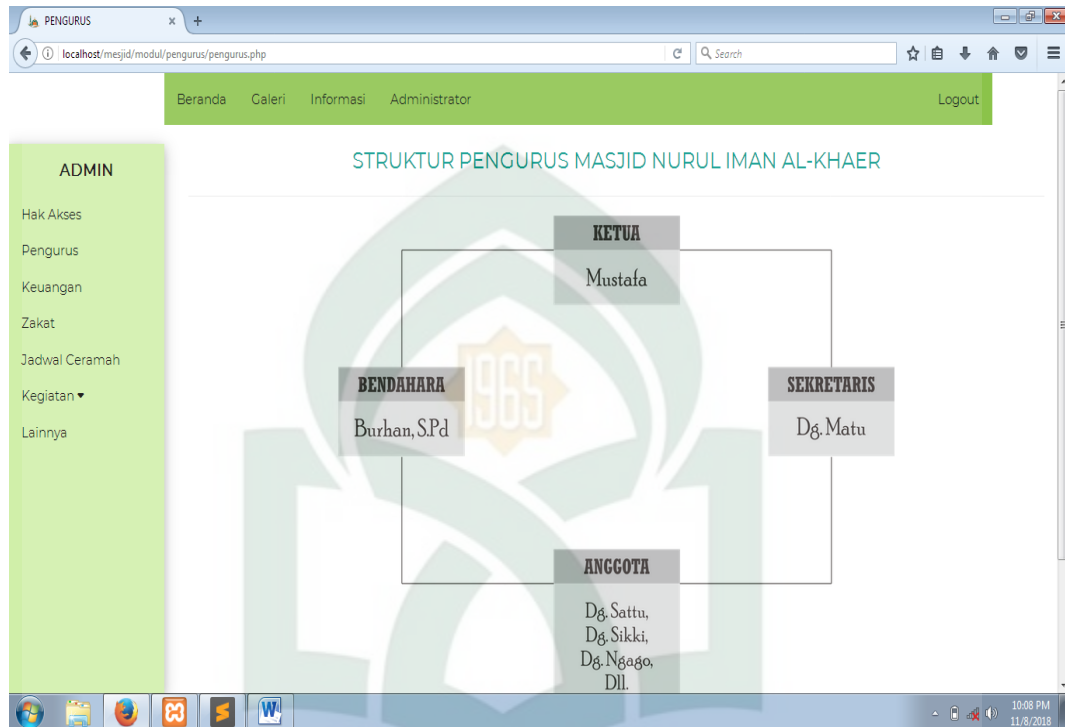 PENGURUS
localhost/mesjid/modul/pengurus/pengurus.php
Search
Beranda Galeri Informasi Administrator Logout
ADMIN
Hak Akses
Pengurus
Keuangan
Zakat
Jadwal Ceramah
Kegiatan
Lainnya
STRUKTUR PENGURUS MASJID NURUL IMAN AL-KHAER
KETUA
Mustafa
BENDAHARA
Burhan, S.Pd
SEKRETARIS
Dg. Matu
1965
ANGGOTA
Dg. Sattu,
Dg. Sikki,
Dg. Ngago,
Dll.
10:08 PM
11/8/2018